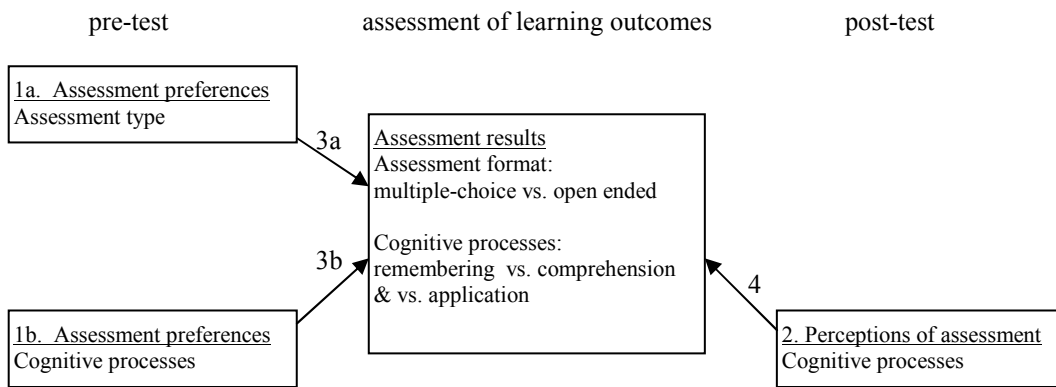 pre-test
assessment of learning outcomes
post-test
1a. Assessment preferences
Assessment type
3a
Assessment results
Assessment format:
multiple-choice vs. open ended
Cognitive processes:
remembering vs. comprehension
& vs. application
3b
1b. Assessment preferences
Cognitive processes
4
2. Perceptions of assessment
Cognitive processes